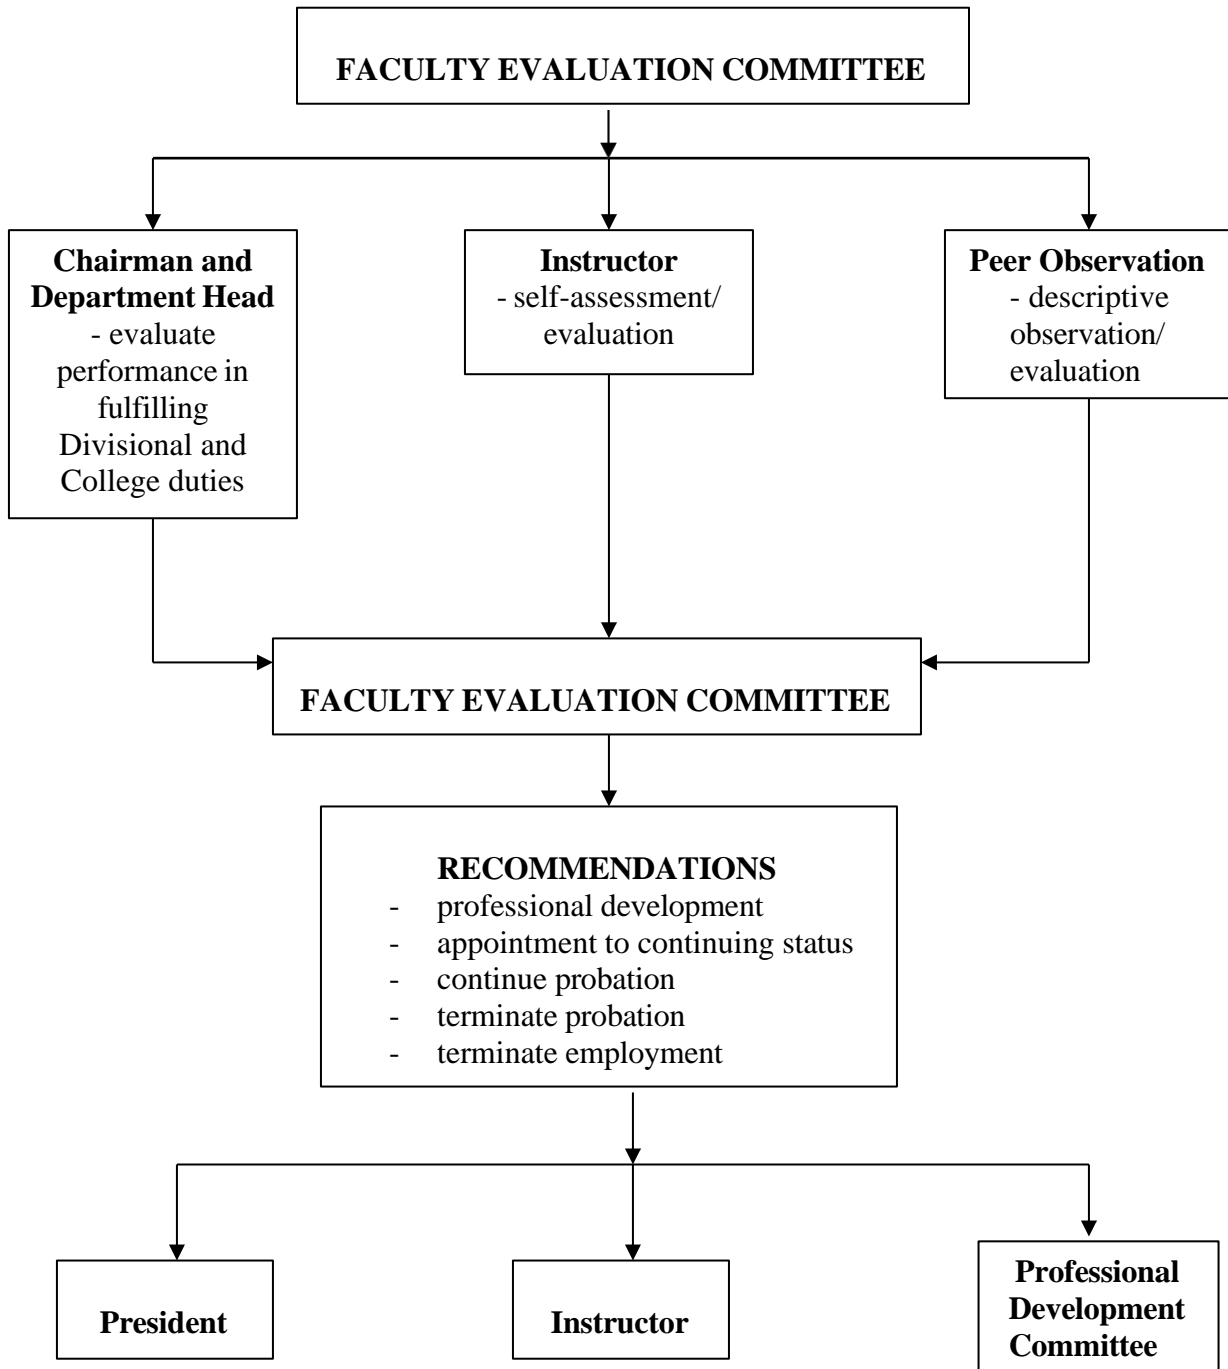 FACULTY EVALUATION COMMITTEE
Chairman and
Department Head
- evaluate
performance in
fulfilling
Divisional and
College duties
Instructor
- self-assessment/
evaluation
Peer Observation
- descriptive
observation/
evaluation
FACULTY EVALUATION COMMITTEE
RECOMMENDATIONS
- professional development
- appointment to continuing status
- continue probation
- terminate probation
- terminate employment
President
Instructor
Professional
Development
Committee